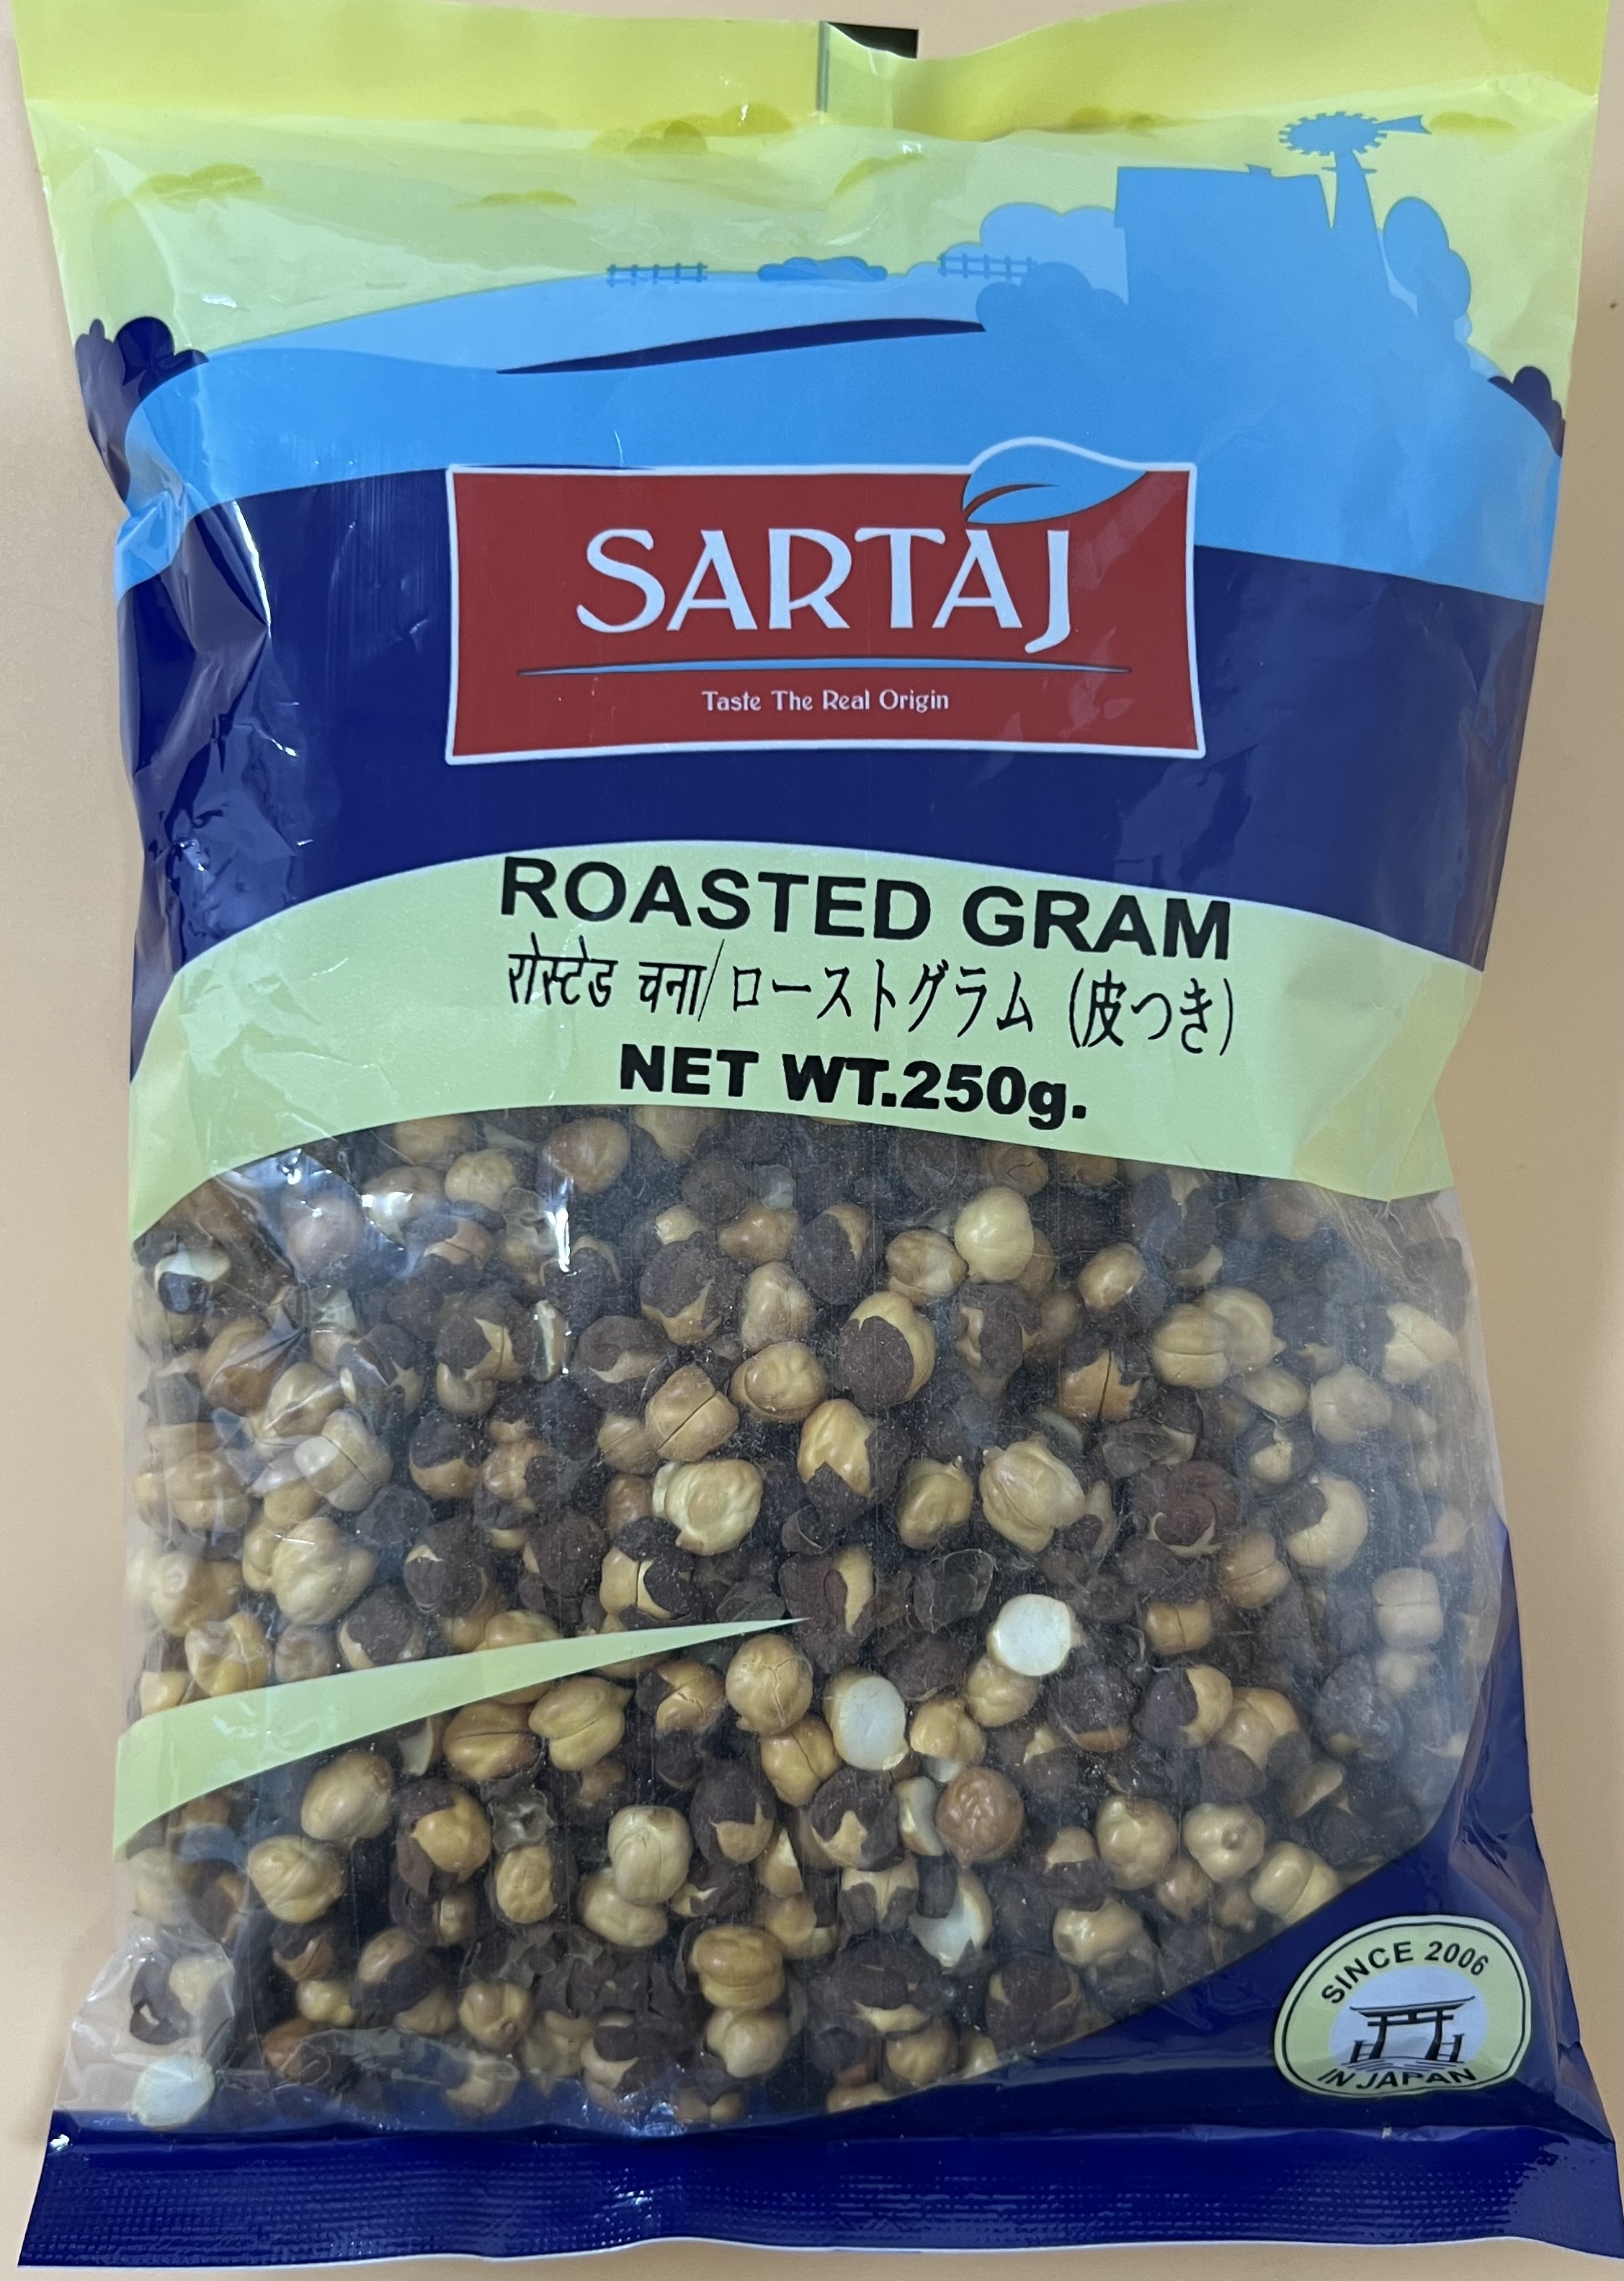 SARTAJ
Taste The Real Origin
ROASTED GRAM
रोस्टेड चना/ローストグラム (皮つき)
NET WT.250g.
SINCE 2006
IN JAPAN